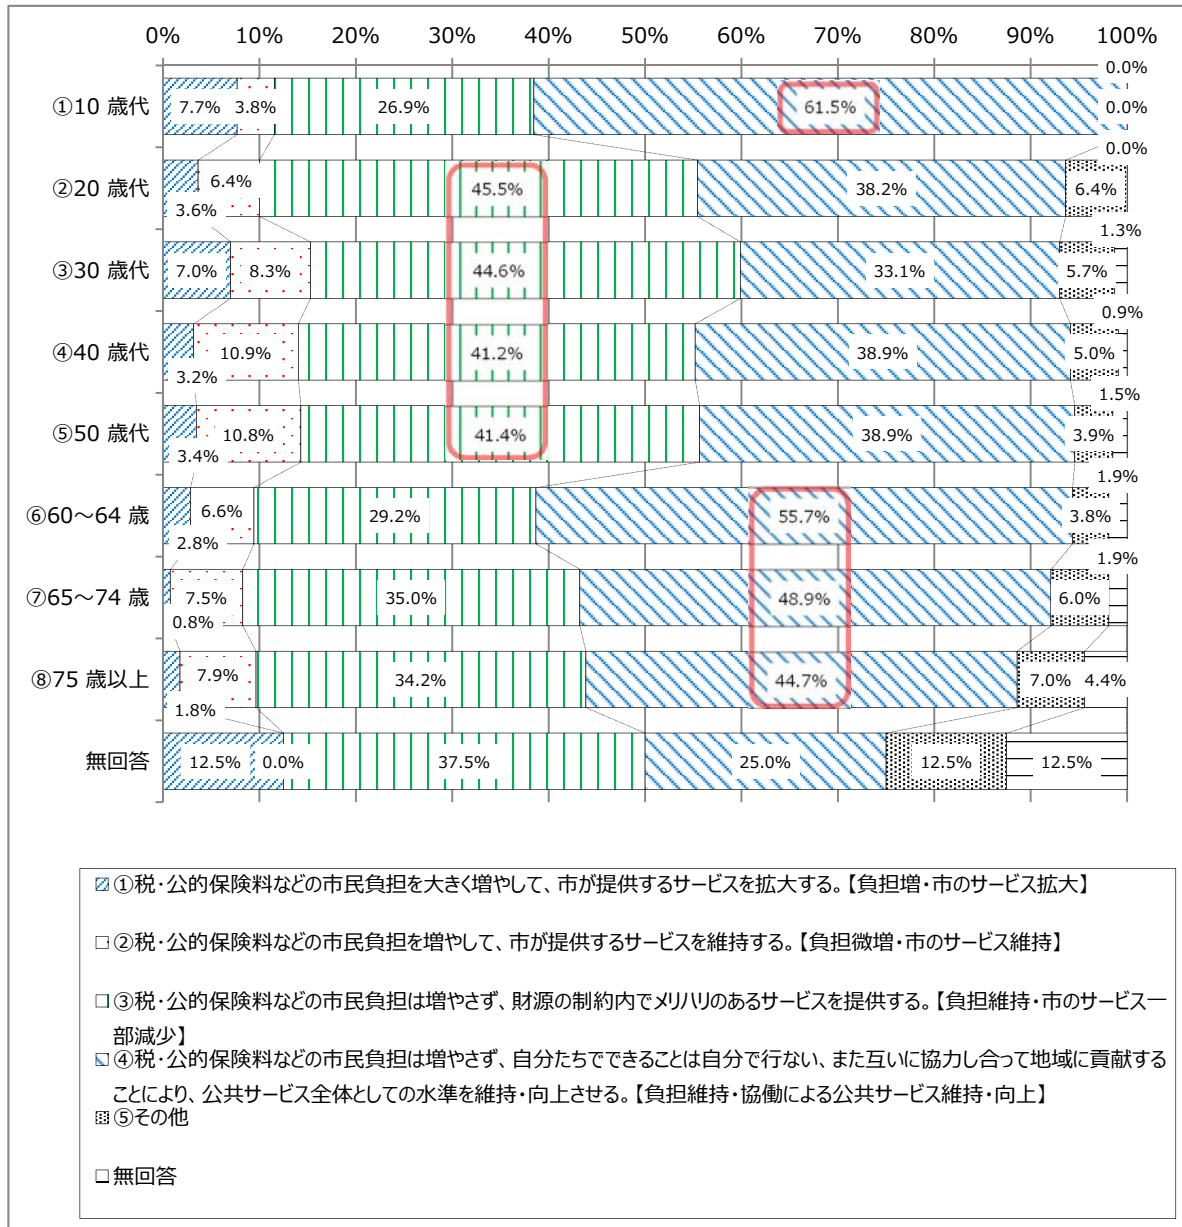 0% 10% 20% 30% 40% 50% 60% 70% 80% 90% 100%
0.0%
①10 歳代 7.7% 3.8% 26.9% 61.5% 0.0%
0.0%
②20 歳代 6.4% 45.5% 38.2% 6.4%
3.6%
1.3%
③30 歳代 7.0% 8.3% 44.6% 33.1% 5.7%
0.9%
④40 歳代 10.9% 41.2% 38.9% 5.0%
3.2%
1.5%
⑤50 歳代 10.8% 41.4% 38.9% 3.9%
3.4%
1.9%
⑥60～64 歳 6.6% 29.2% 55.7% 3.8%
2.8%
1.9%
⑦65～74 歳 7.5% 35.0% 48.9% 6.0%
0.8%
⑧75 歳以上 7.9% 34.2% 44.7% 7.0% 4.4%
1.8%
無回答 12.5% 0.0% 37.5% 25.0% 12.5% 12.5%
①税・公的保険料などの市民負担を大きく増やして、市が提供するサービスを拡大する。【負担増・市のサービス拡大】
②税・公的保険料などの市民負担を増やして、市が提供するサービスを維持する。【負担微増・市のサービス維持】
③税・公的保険料などの市民負担は増やさず、財源の制約内でメリハリのあるサービスを提供する。【負担維持・市のサービス一
部減少】
④税・公的保険料などの市民負担は増やさず、自分たちでできることは自分で行ない、また互いに協力し合って地域に貢献する
ことにより、公共サービス全体としての水準を維持・向上させる。【負担維持・協働による公共サービス維持・向上】
⑤その他
無回答